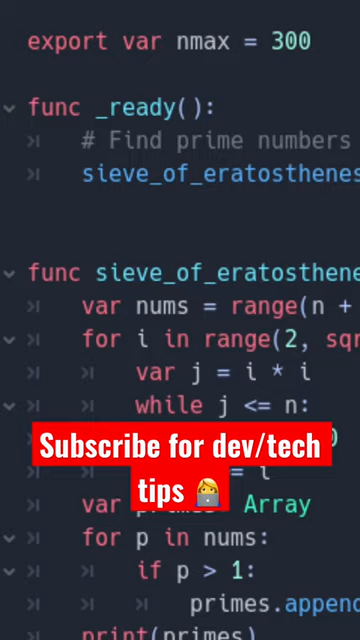 export var nmax = 300
func _ready():
# Find prime numbers
sieve_of_eratosthenes
func sieve_of_eratosthene
var nums = range(n +
for i in range(2, sqr
var j = i * i
while j <= n:
Subscribe for dev/tech
tips 👩‍💻
= i
var Array
for p in nums:
if p > 1:
primes.appen
print(primes)